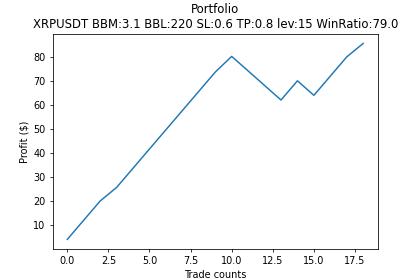 Portfolio
XRPUSDT BBM:3.1 BBL:220 SL:0.6 TP:0.8 lev:15 WinRatio:79.0
80
70
60
50
40
30
20
10
Profit ($)
0.0 2.5 5.0 7.5 10.0 12.5 15.0 17.5
Trade counts